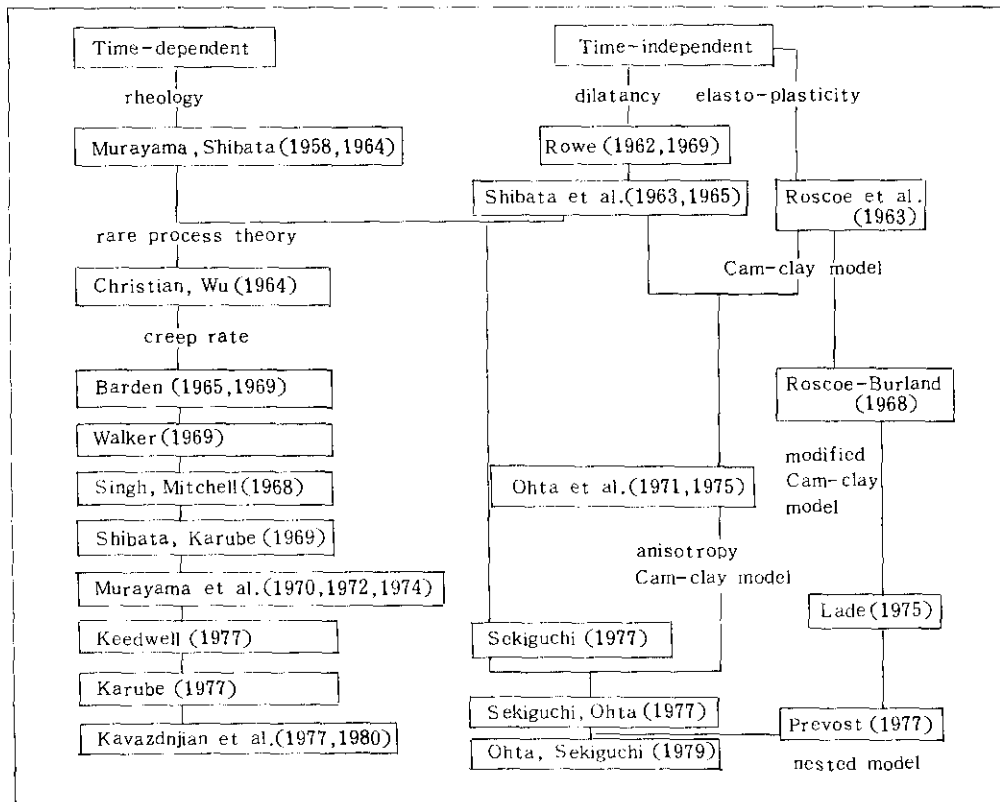 Time-dependent
Time-independent
rheology
dilatancy
elasto-plasticity
Murayama, Shibata (1958,1964)
Rowe (1962,1969)
Shibata et al.(1963,1965)
Roscoe et al.
(1963)
rare process theory
Cam-clay model
Christian, Wu (1964)
creep rate
Barden (1965,1969)
Roscoe-Burland
(1968)
Walker (1969)
modified
Cam-clay
model
Singh, Mitchell (1968)
Ohta et al.(1971,1975)
Shibata, Karube (1969)
anisotropy
Cam-clay model
Murayama et al.(1970,1972,1974)
Lade (1975)
Keedwell (1977)
Sekiguchi (1977)
Karube (1977)
Sekiguchi, Ohta (1977)
Prevost (1977)
Kavazdnjian et al.(1977,1980)
Ohta, Sekiguchi (1979)
nested model